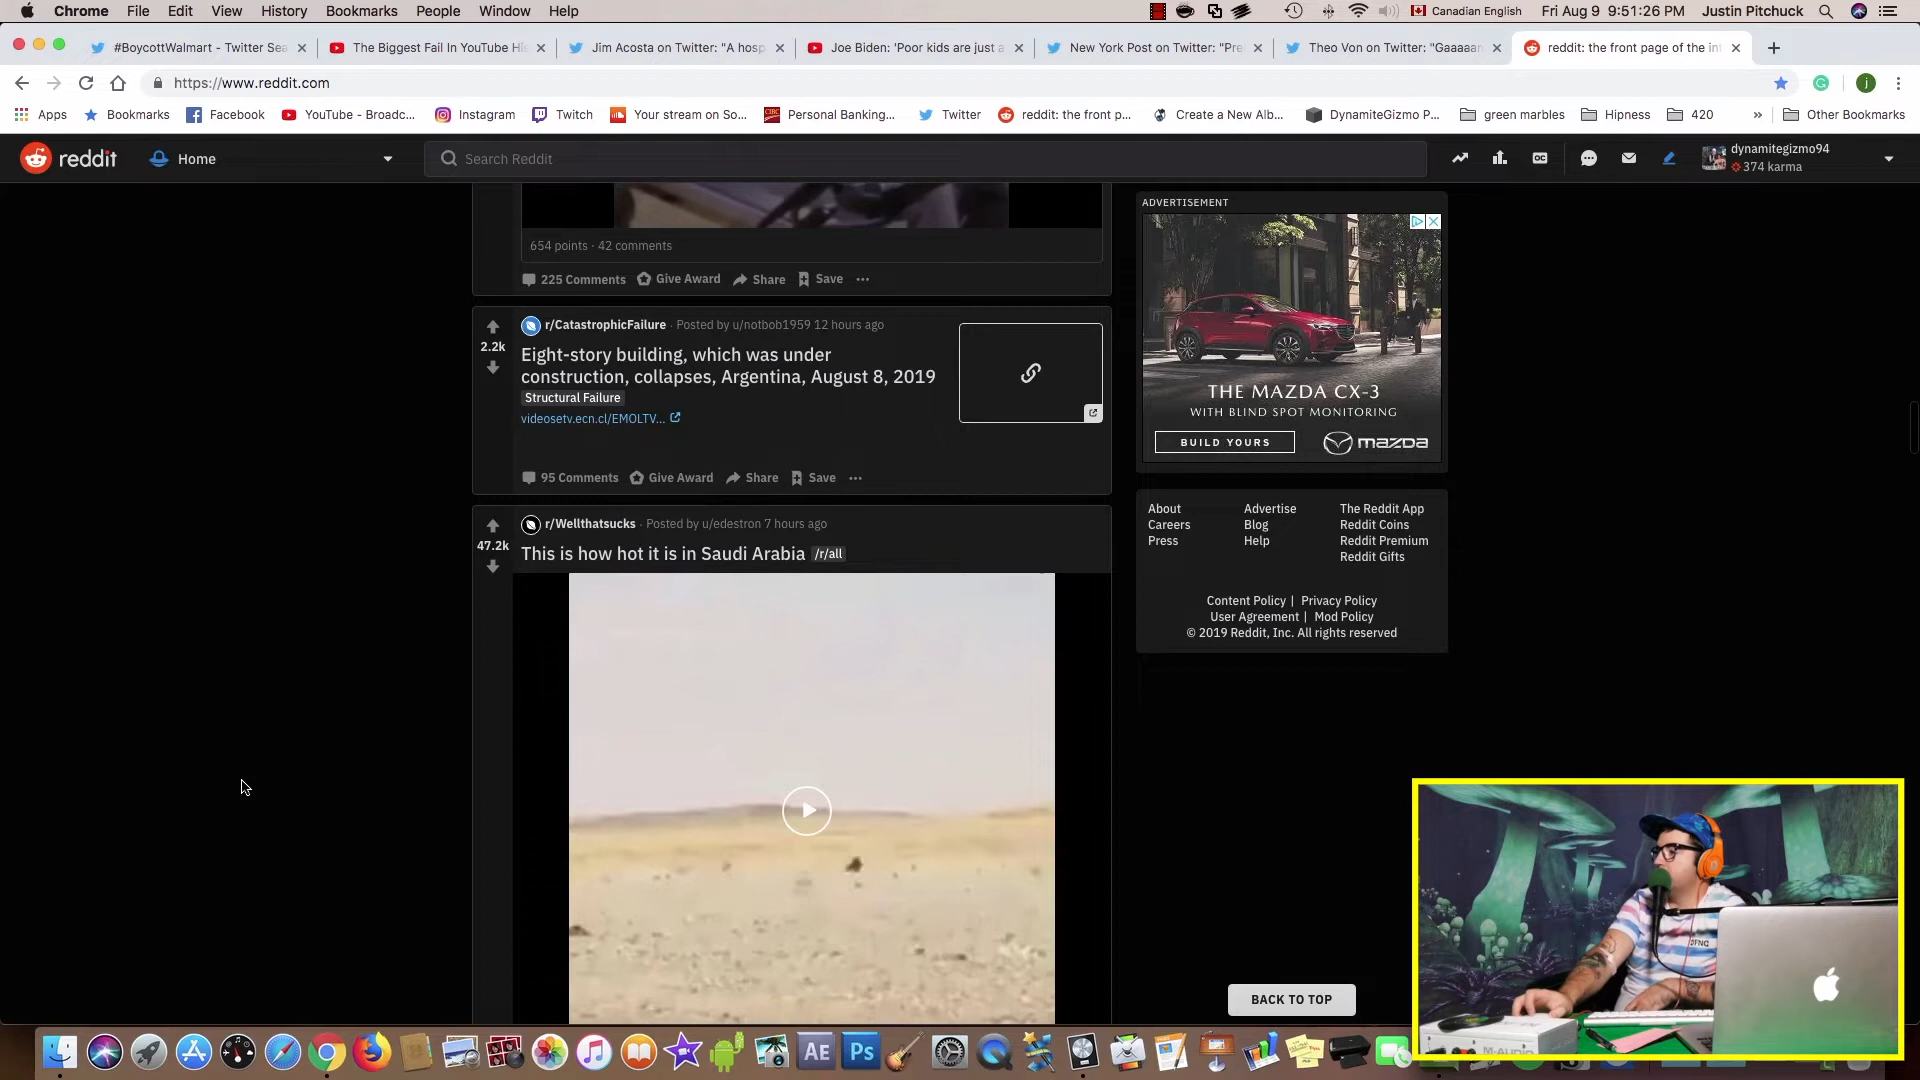 Chrome File Edit View History Bookmarks People Window Help Canadian English Fri Aug 9 9:51:26 PM Justin Pitchuck
#BoycottWalmart - Twitter Sea The Biggest Fail In YouTube His Jim Acosta on Twitter: "A hosp Joe Biden: 'Poor kids are just a New York Post on Twitter: "Pre Theo Von on Twitter: "Gaaaaan reddit: the front page of the int
https://www.reddit.com
Apps Bookmarks Facebook YouTube - Broadc... Instagram Twitch Your stream on So... Personal Banking... Twitter reddit: the front p... Create a New Alb... DynamiteGizmo P... green marbles Hipness 420 » Other Bookmarks
reddit Home Search Reddit dynamitegizmo94
374 karma
654 points · 42 comments
225 Comments Give Award Share Save ...
r/CatastrophicFailure · Posted by u/notbob1959 12 hours ago
2.2k
Eight-story building, which was under
construction, collapses, Argentina, August 8, 2019
Structural Failure
videosetv.ecn.cl/EMOLTV...
95 Comments Give Award Share Save ...
r/Wellthatsucks · Posted by u/edestron 7 hours ago
47.2k
This is how hot it is in Saudi Arabia /r/all
ADVERTISEMENT
THE MAZDA CX-3
WITH BLIND SPOT MONITORING
BUILD YOURS mazda
About Advertise The Reddit App
Careers Blog Reddit Coins
Press Help Reddit Premium
Reddit Gifts
Content Policy | Privacy Policy
User Agreement | Mod Policy
© 2019 Reddit, Inc. All rights reserved
BACK TO TOP
AE Ps
M-AUDIO